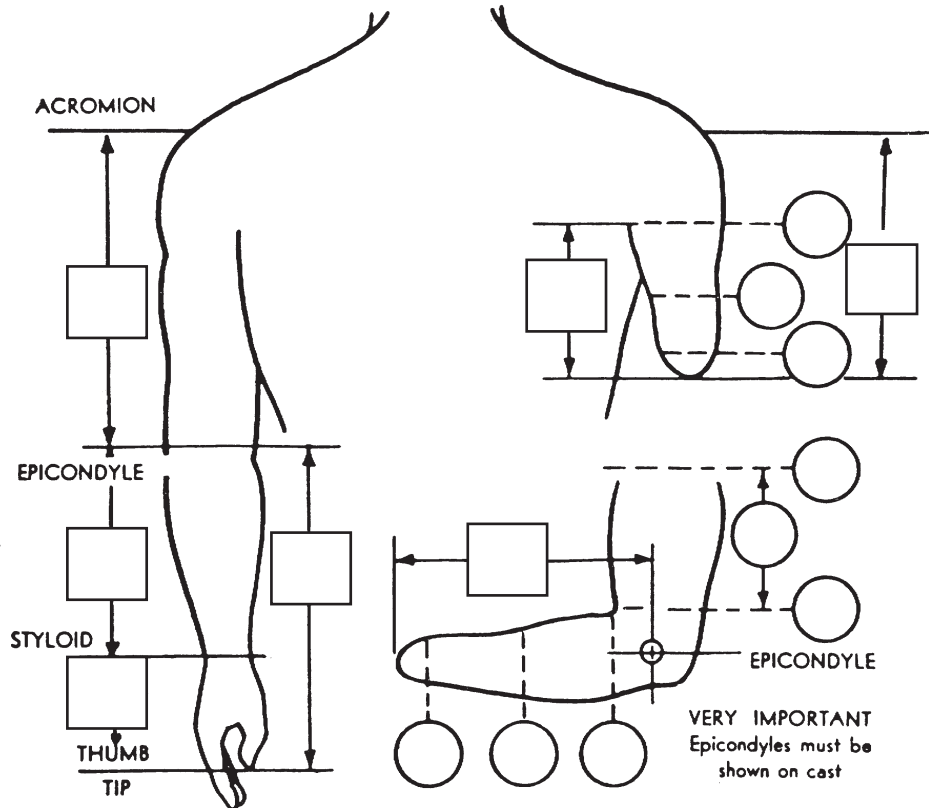 ACROMION
EPICONDYLE
STYLOID
THUMB
TIP
EPICONDYLE
VERY IMPORTANT
Epicondyles must be
shown on cast